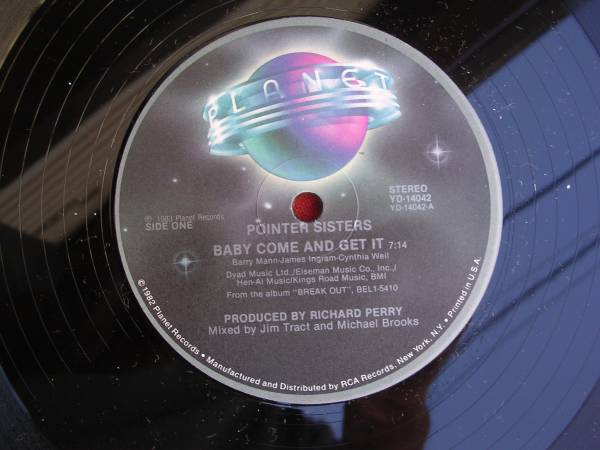 PLANET
STEREO
YD-14042
YD-14042-A
℗ 1983 Planet Records
SIDE ONE
POINTER SISTERS
BABY COME AND GET IT 7:14
Barry Mann-James Ingram-Cynthia Weil
Dyad Music Ltd./Eiseman Music Co., Inc./
Hen-Al Music/Kings Road Music, BMI
From the album "BREAK OUT", BEL1-5410
PRODUCED BY RICHARD PERRY
Mixed by Jim Tract and Michael Brooks
© 1982 Planet Records • Manufactured and Distributed by RCA Records, New York, N.Y. • Printed in U.S.A.